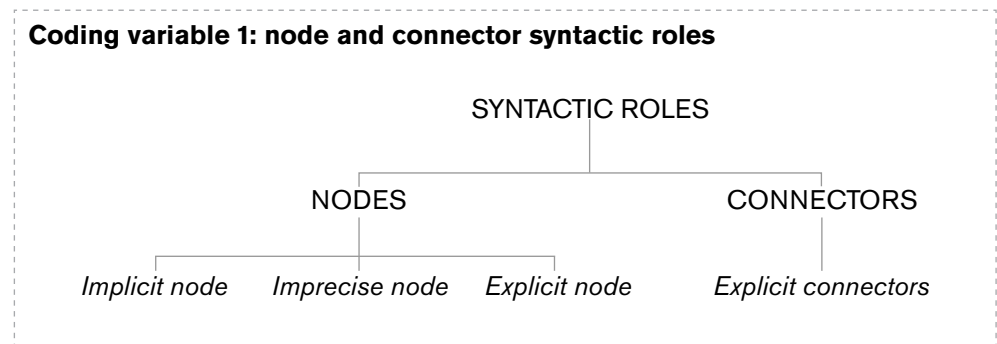 Coding variable 1: node and connector syntactic roles
SYNTACTIC ROLES
NODES CONNECTORS
Implicit node Imprecise node Explicit node Explicit connectors